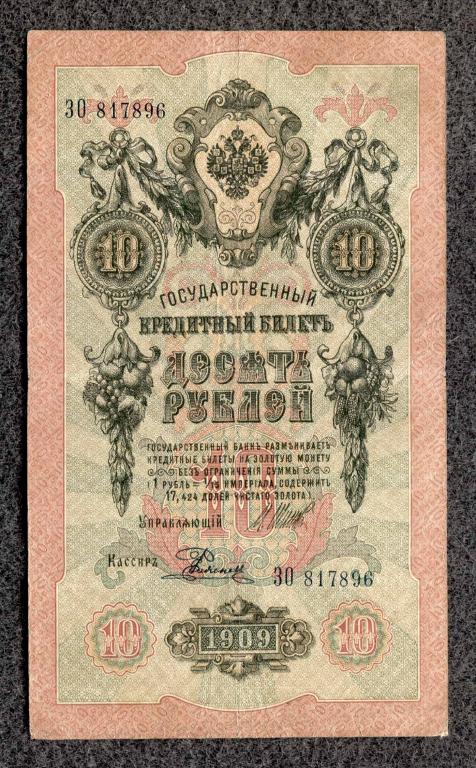 ЗО 817896
10 10
ГОСУДАРСТВЕННЫЙ
КРЕДИТНЫЙ БИЛЕТЪ
ДЕСЯТЬ
РУБЛЕЙ
ГОСУДАРСТВЕННЫЙ БАНКЪ РАЗМѢНИВАЕТЪ
КРЕДИТНЫЕ БИЛЕТЫ НА ЗОЛОТУЮ МОНЕТУ
БЕЗЪ ОГРАНИЧЕНІЯ СУММЫ
(1 РУБЛЬ = 1/15 ИМПЕРІАЛА, СОДЕРЖИТЪ
17,424 ДОЛЕЙ ЧИСТАГО ЗОЛОТА).
10
УПРАВЛЯЮЩІЙ
Кассиръ
ЗО 817896
10 1909 10